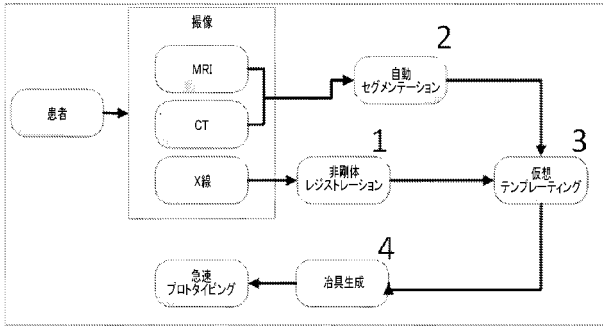 撮像
2
MRI
自動
セグメンテーション
患者
CT
1
3
X線
非剛体
レジストレーション
仮想
テンプレーティング
4
急速
プロトタイピング
冶具生成